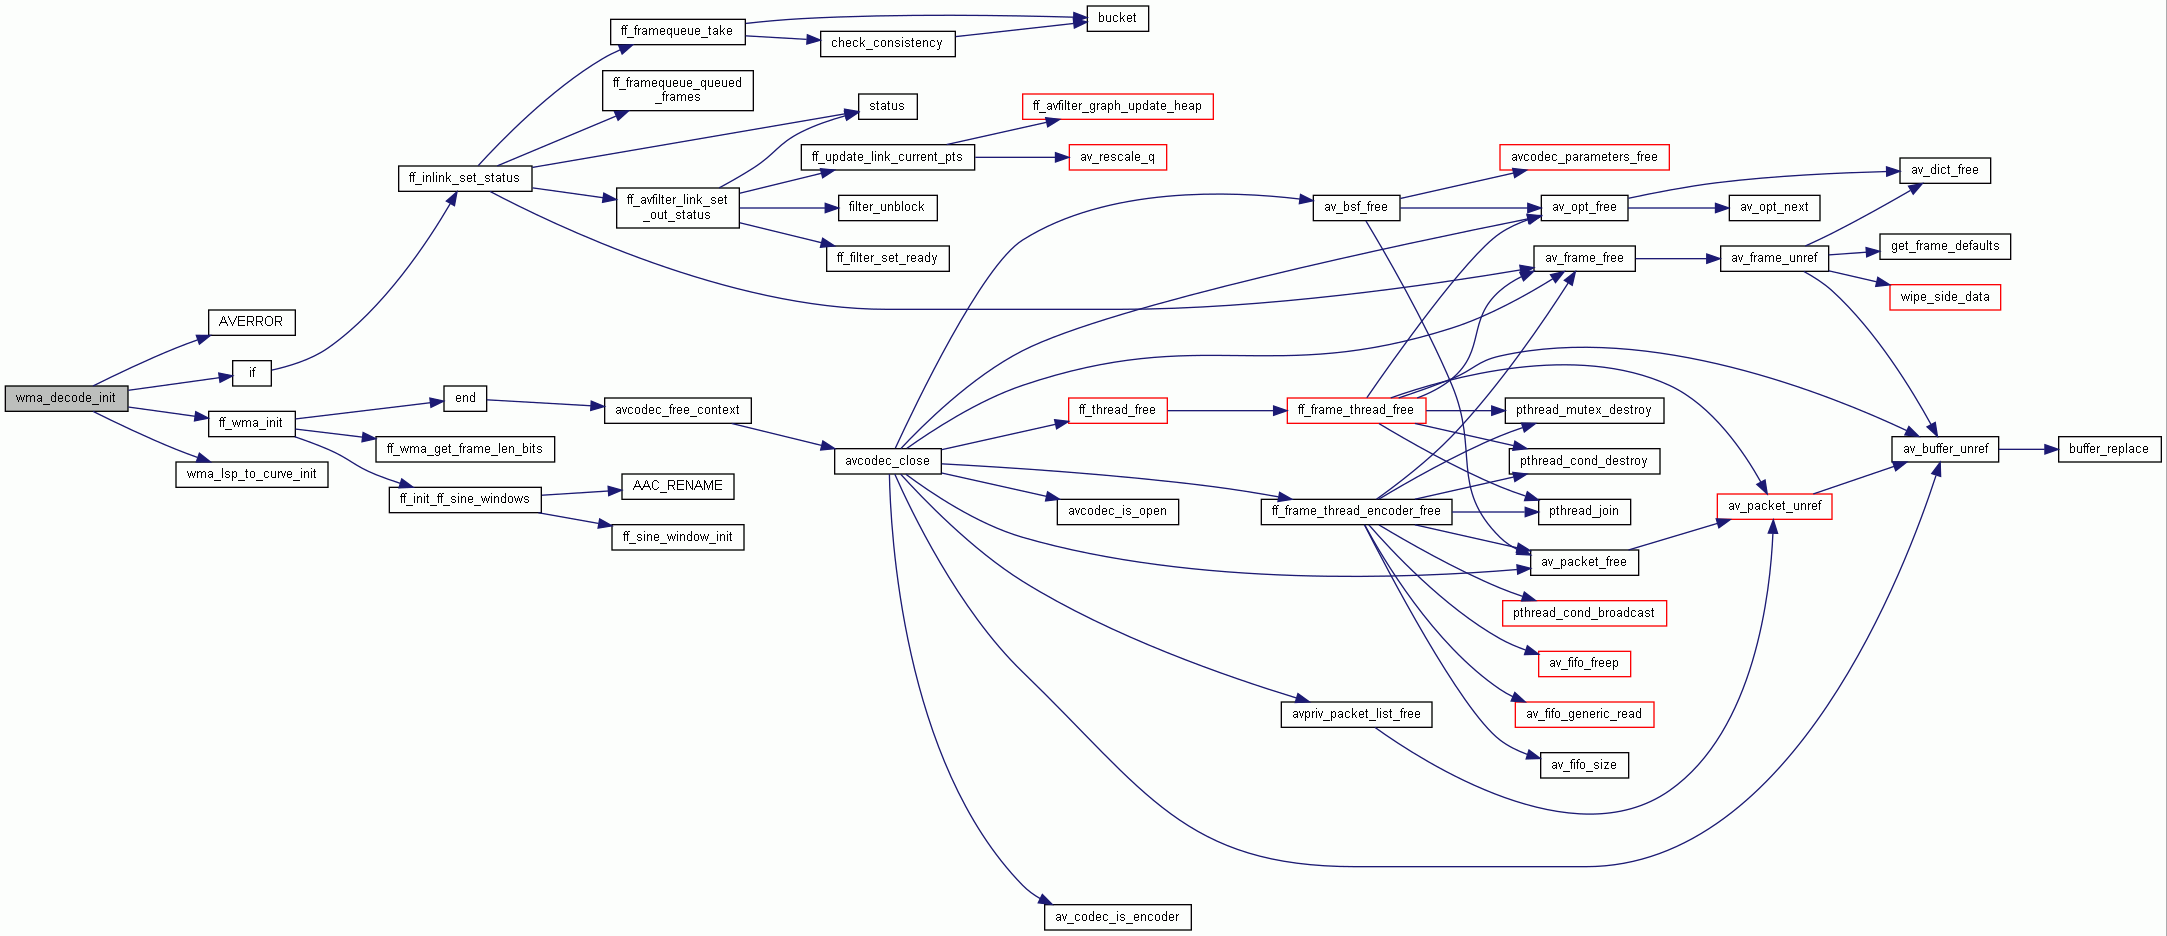 bucket
ff_framequeue_take
check_consistency
ff_framequeue_queued
_frames
status
ff_avfilter_graph_update_heap
ff_update_link_current_pts
av_rescale_q
avcodec_parameters_free
av_dict_free
ff_inlink_set_status
ff_avfilter_link_set
_out_status
filter_unblock
av_bsf_free
av_opt_free
av_opt_next
ff_filter_set_ready
av_frame_free
av_frame_unref
get_frame_defaults
wipe_side_data
AVERROR
if
wma_decode_init
end
avcodec_free_context
ff_thread_free
ff_frame_thread_free
pthread_mutex_destroy
ff_wma_init
ff_wma_get_frame_len_bits
avcodec_close
pthread_cond_destroy
av_buffer_unref
buffer_replace
wma_lsp_to_curve_init
AAC_RENAME
ff_init_ff_sine_windows
avcodec_is_open
ff_frame_thread_encoder_free
pthread_join
av_packet_unref
ff_sine_window_init
av_packet_free
pthread_cond_broadcast
av_fifo_freep
avpriv_packet_list_free
av_fifo_generic_read
av_fifo_size
av_codec_is_encoder